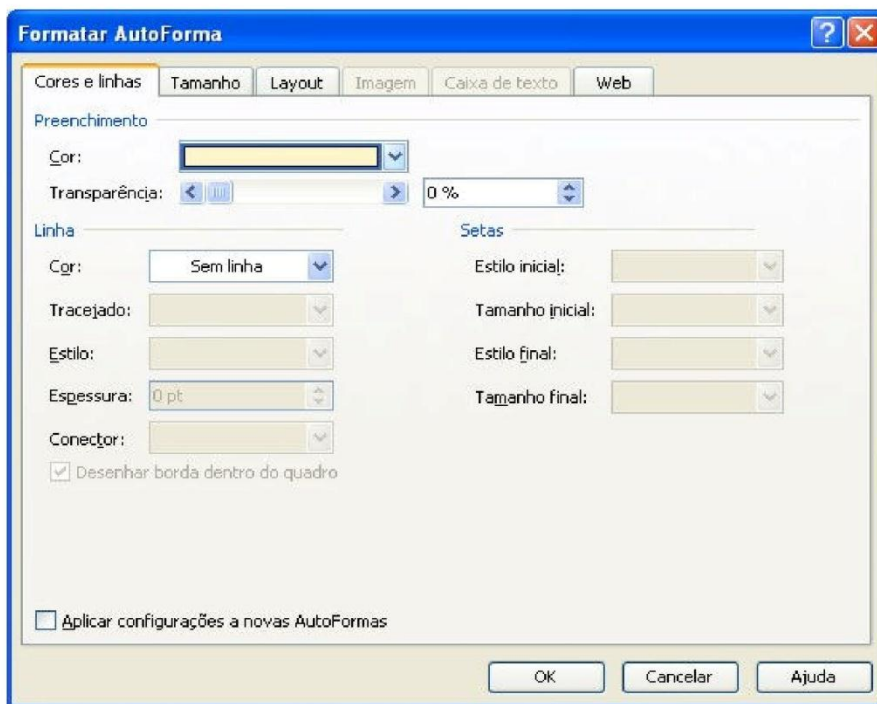 Formatar AutoForma
Cores e linhas Tamanho Layout Imagem Caixa de texto Web
Preenchimento
Cor:
Transparência: 0 %
Linha
Cor: Sem linha
Tracejado:
Estilo:
Espessura: 0 pt
Conector:
Desenhar borda dentro do quadro
Setas
Estilo inicial:
Tamanho inicial:
Estilo final:
Tamanho final:
Aplicar configurações a novas AutoFormas
OK Cancelar Ajuda